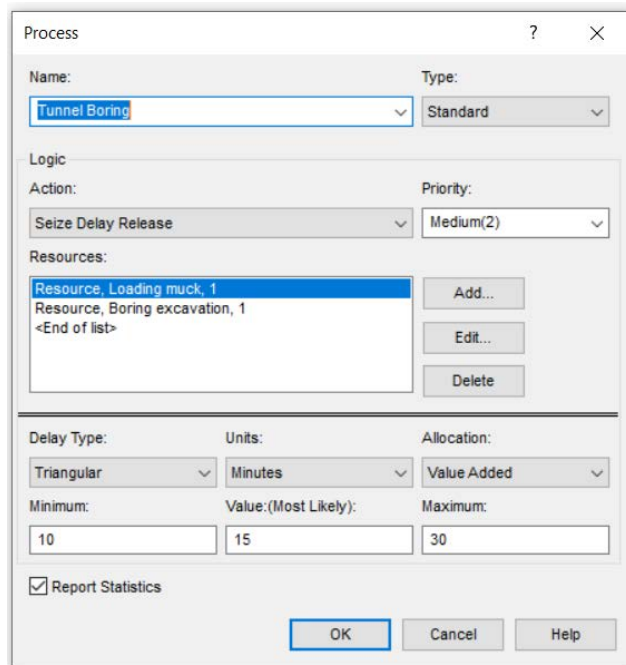 Process ? ×
Name: Type:
Tunnel Boring Standard
Logic
Action: Priority:
Seize Delay Release Medium(2)
Resources:
Resource, Loading muck, 1
Resource, Boring excavation, 1
<End of list>
Add...
Edit...
Delete
Delay Type: Units: Allocation:
Triangular Minutes Value Added
Minimum: Value:(Most Likely): Maximum:
10 15 30
Report Statistics
OK Cancel Help